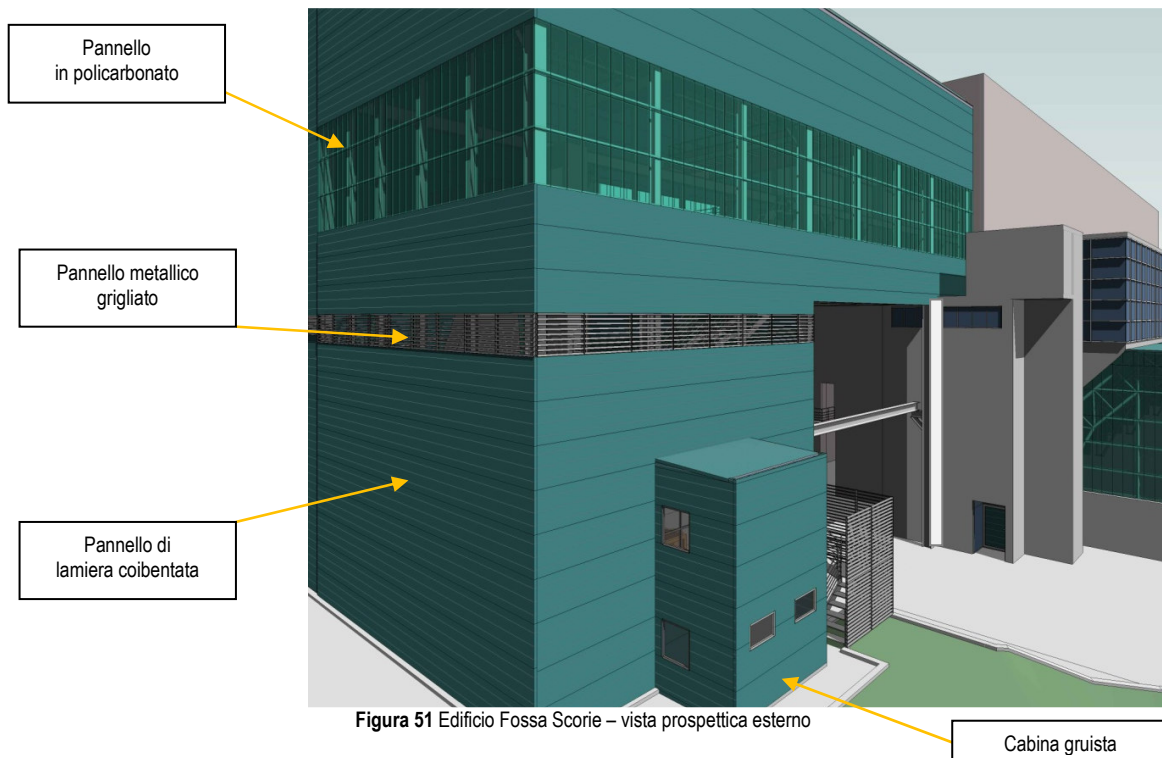 Pannello
in policarbonato
Pannello metallico
grigliato
Pannello di
lamiera coibentata
Figura 51 Edificio Fossa Scorie – vista prospettica esterno
Cabina gruista